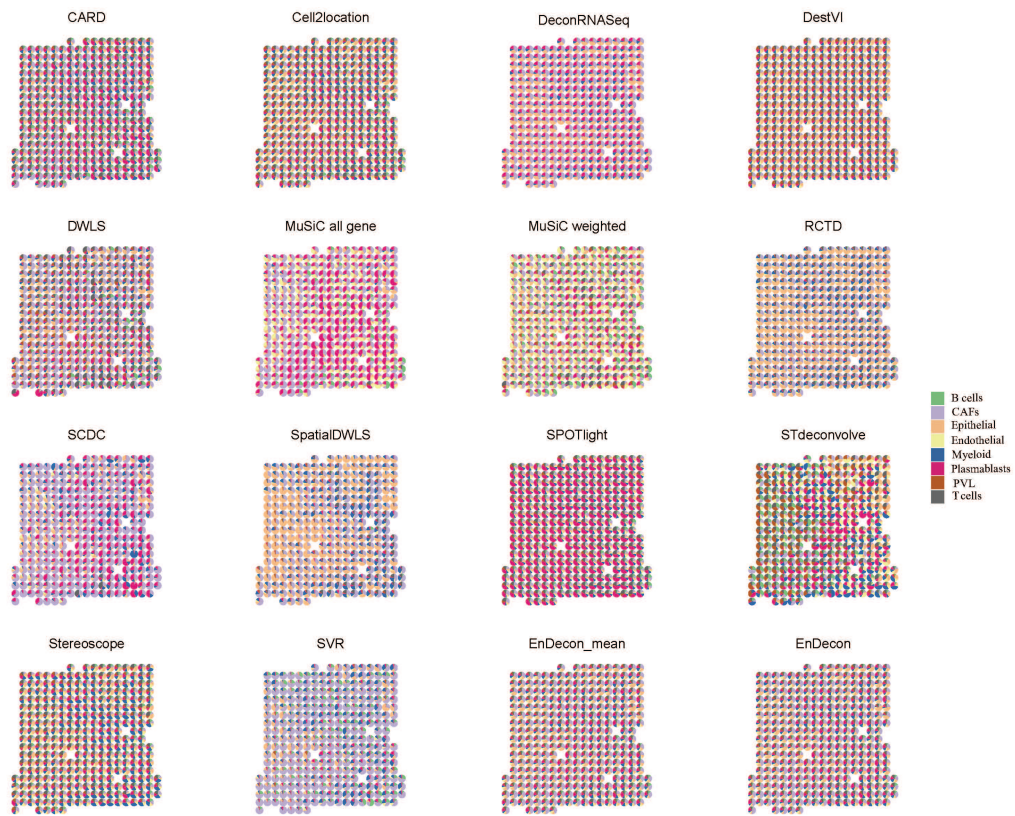 CARD
Cell2location
DeconRNASeq
DestVI
DWLS
MuSiC all gene
MuSiC weighted
RCTD
B cells
CAFs
Epithelial
Endothelial
Myeloid
Plasmablasts
PVL
T cells
SCDC
SpatialDWLS
SPOTlight
STdeconvolve
Stereoscope
SVR
EnDecon_mean
EnDecon